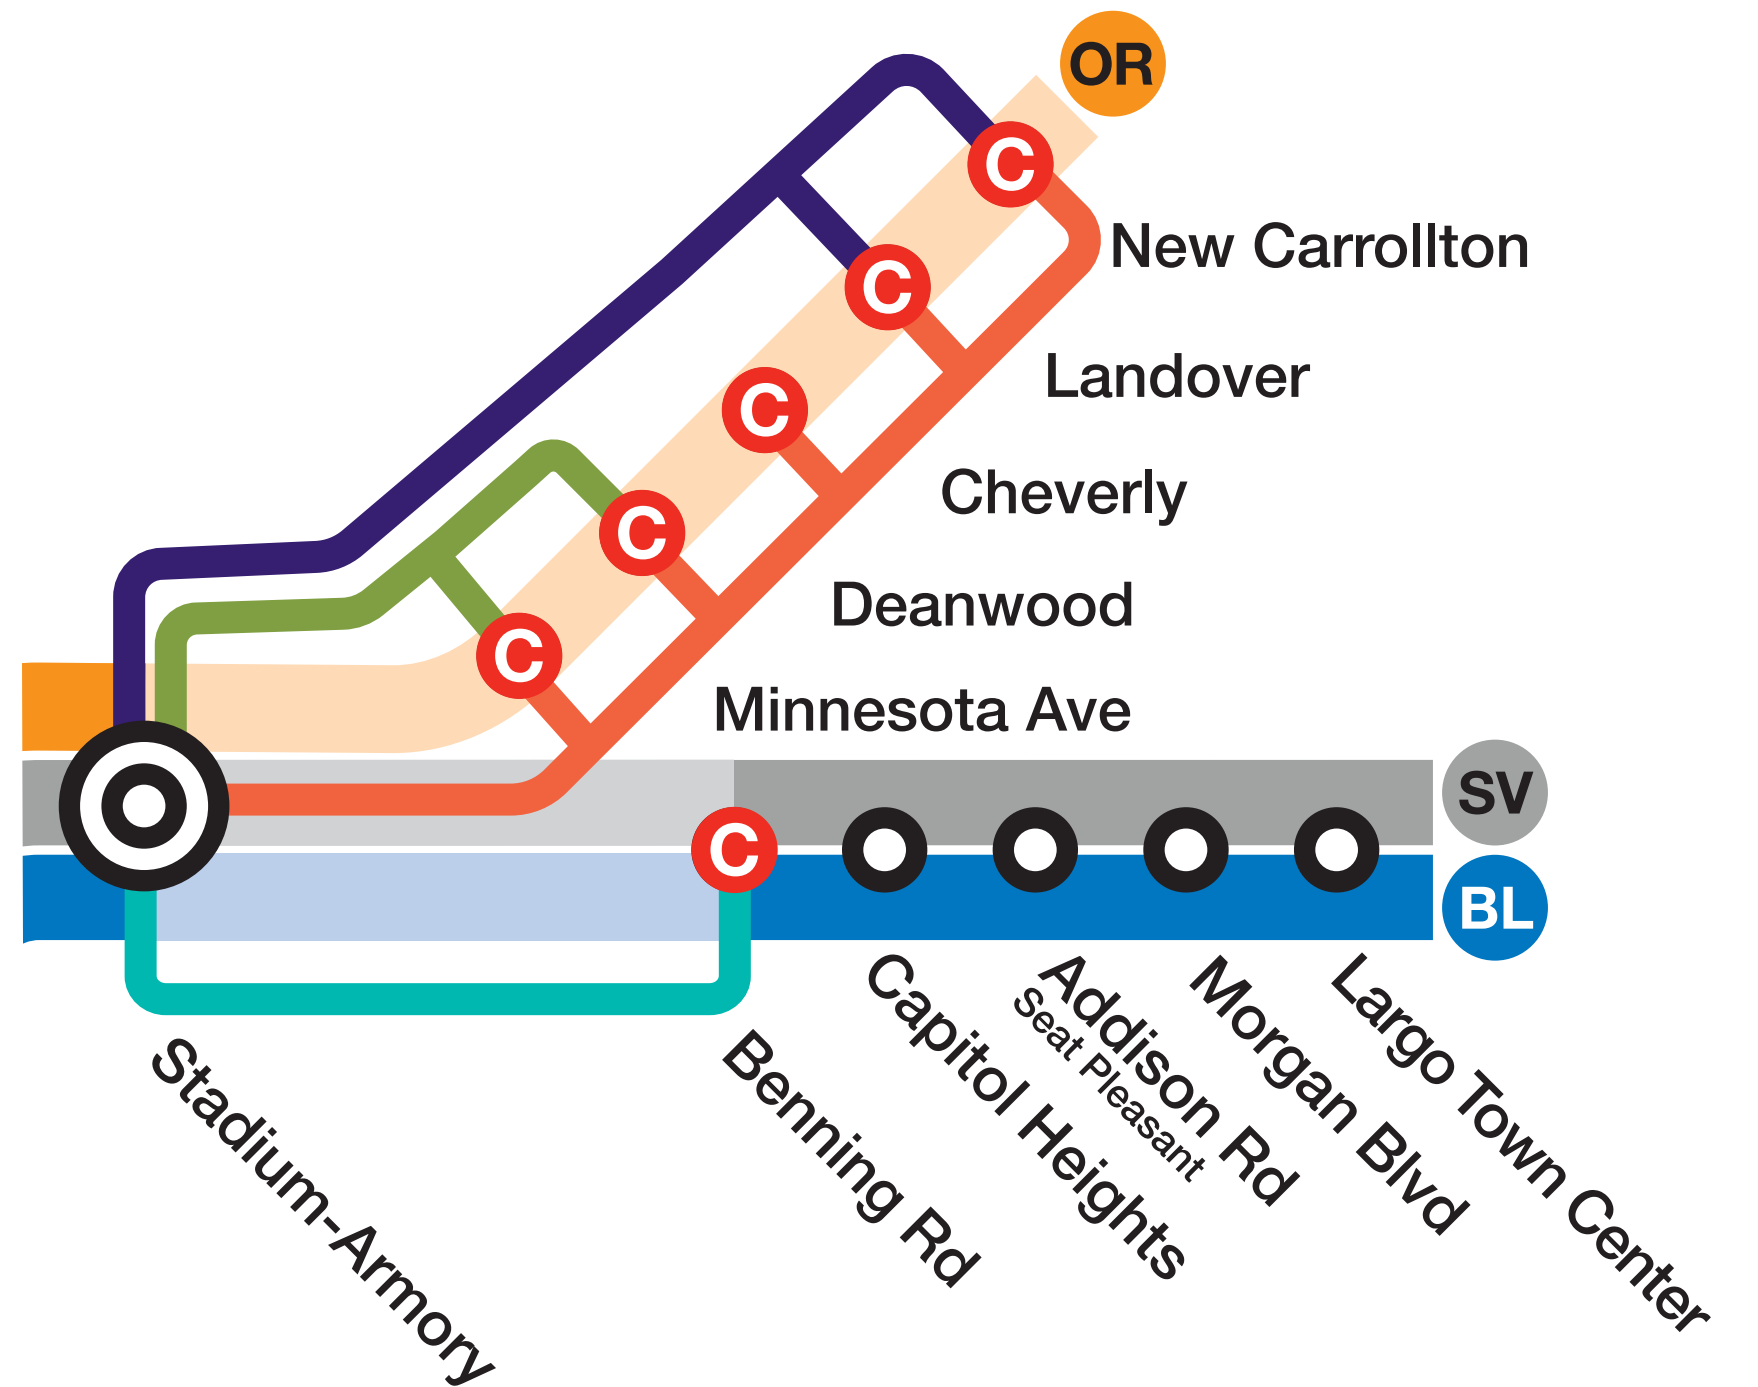 OR
C
New Carrollton
C
Landover
C
Cheverly
C
Deanwood
C
Minnesota Ave
SV
C
BL
Stadium-Armory
Benning Rd
Capitol Heights
Addison Rd
Seat Pleasant
Morgan Blvd
Largo Town Center